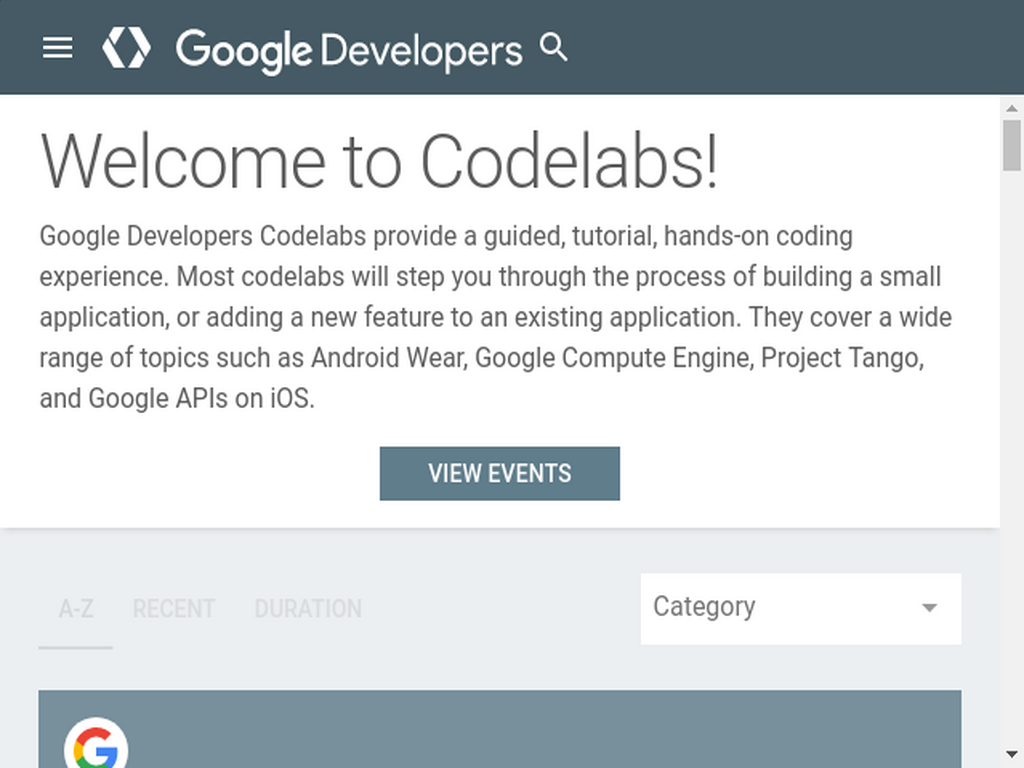 Google Developers
Welcome to Codelabs!
Google Developers Codelabs provide a guided, tutorial, hands-on coding
experience. Most codelabs will step you through the process of building a small
application, or adding a new feature to an existing application. They cover a wide
range of topics such as Android Wear, Google Compute Engine, Project Tango,
and Google APIs on iOS.
VIEW EVENTS
A-Z RECENT DURATION Category